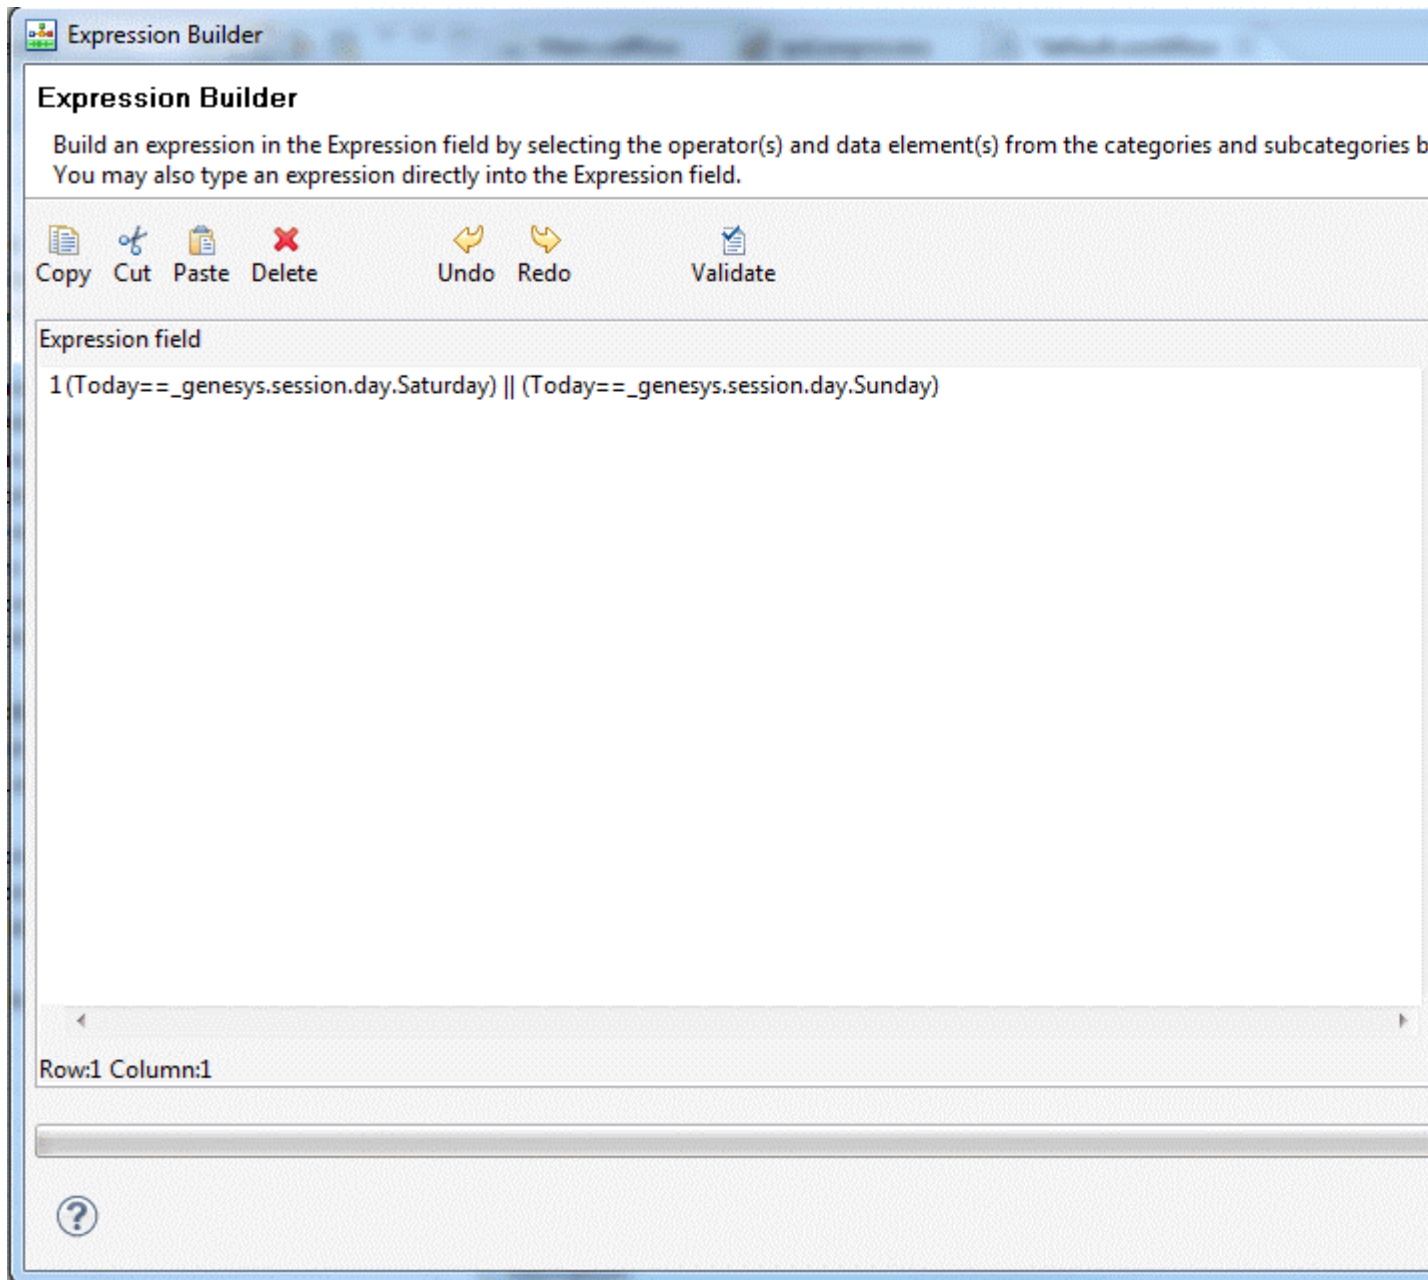 Expression Builder
Expression Builder
Build an expression in the Expression field by selecting the operator(s) and data element(s) from the categories and subcategories
You may also type an expression directly into the Expression field.
Copy Cut Paste Delete Undo Redo Validate
Expression field
1 (Today==_genesys.session.day.Saturday) || (Today==_genesys.session.day.Sunday)
Row:1 Column:1
?